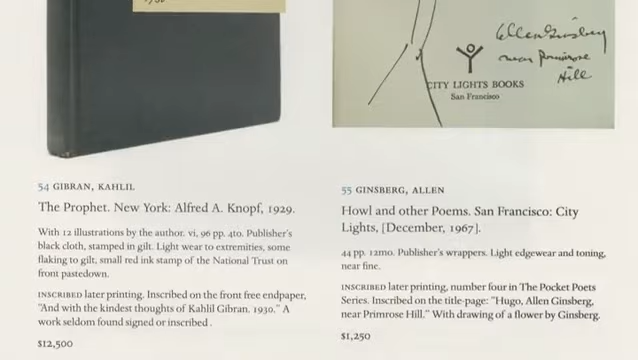 Allen Ginsberg
near Primrose
Hill
CITY LIGHTS BOOKS
San Francisco
54 GIBRAN, KAHLIL
The Prophet. New York: Alfred A. Knopf, 1929.
With 12 illustrations by the author. vi, 96 pp. 4to. Publisher's
black cloth, stamped in gilt. Light wear to extremities, some
flaking to gilt, small red ink stamp of the National Trust on
front pastedown.
INSCRIBED later printing. Inscribed on the front free endpaper,
"And with the kindest thoughts of Kahlil Gibran. 1930." A
work seldom found signed or inscribed.
$12,500
55 GINSBERG, ALLEN
Howl and other Poems. San Francisco: City
Lights, [December, 1967].
44 pp. 12mo. Publisher's wrappers. Light edgewear and toning,
near fine.
INSCRIBED later printing, number four in The Pocket Poets
Series. Inscribed on the title-page: "Hugo, Allen Ginsberg,
near Primrose Hill." With drawing of a flower by Ginsberg.
$1,250